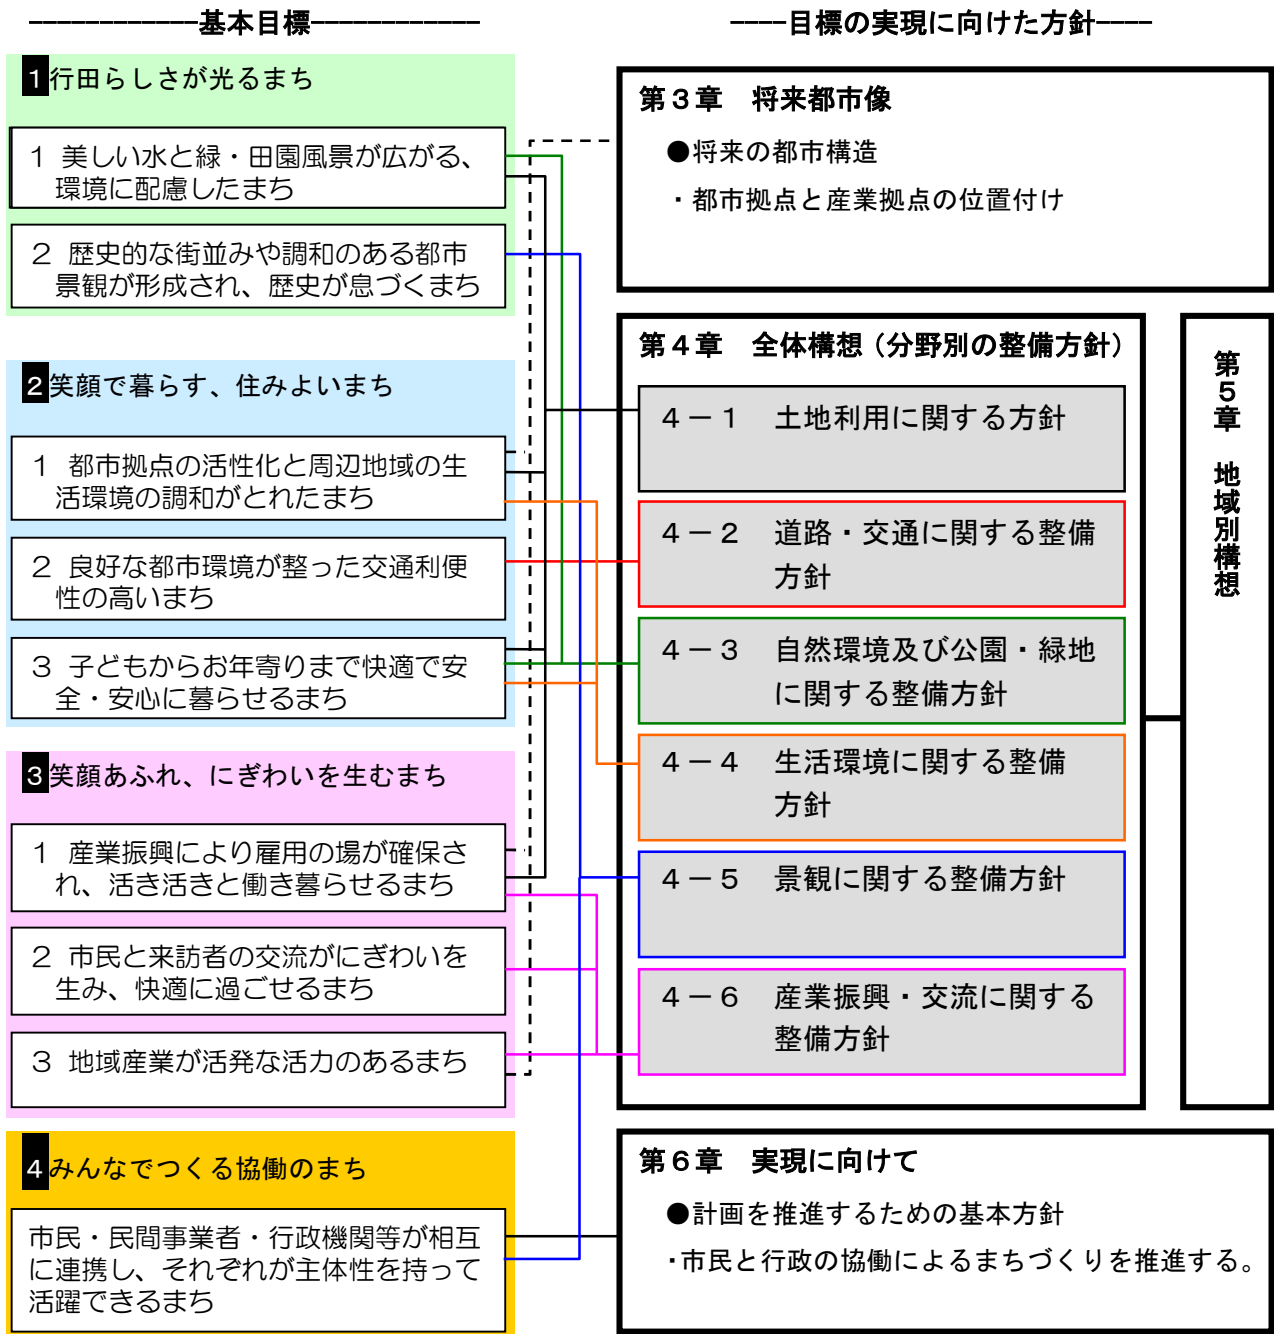 基本目標
1 行田らしさが光るまち
1 美しい水と緑・田園風景が広がる、
環境に配慮したまち
2 歴史的な街並みや調和のある都市
景観が形成され、歴史が息づくまち
2 笑顔で暮らす、住みよいまち
1 都市拠点の活性化と周辺地域の生
活環境の調和がとれたまち
2 良好な都市環境が整った交通利便
性の高いまち
3 子どもからお年寄りまで快適で安
全・安心に暮らせるまち
3 笑顔あふれ、にぎわいを生むまち
1 産業振興により雇用の場が確保さ
れ、活き活きと働き暮らせるまち
2 市民と来訪者の交流がにぎわいを
生み、快適に過ごせるまち
3 地域産業が活発な活力のあるまち
4 みんなでつくる協働のまち
市民・民間事業者・行政機関等が相互
に連携し、それぞれが主体性を持って
活躍できるまち
目標の実現に向けた方針
第3章 将来都市像
●将来の都市構造
・都市拠点と産業拠点の位置付け
第4章 全体構想（分野別の整備方針）
4－1 土地利用に関する方針
4－2 道路・交通に関する整備
方針
4－3 自然環境及び公園・緑地
に関する整備方針
4－4 生活環境に関する整備
方針
4－5 景観に関する整備方針
4－6 産業振興・交流に関する
整備方針
第5章 地域別構想
第6章 実現に向けて
●計画を推進するための基本方針
・市民と行政の協働によるまちづくりを推進する。